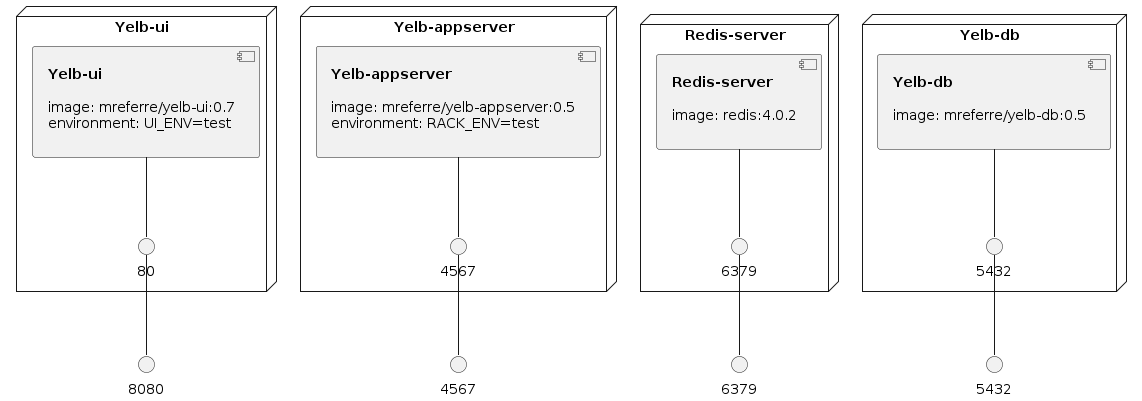 Yelb-ui
Yelb-ui
image: mreferre/yelb-ui:0.7
environment: UI_ENV=test
80
8080
Yelb-appserver
Yelb-appserver
image: mreferre/yelb-appserver:0.5
environment: RACK_ENV=test
4567
4567
Redis-server
Redis-server
image: redis:4.0.2
6379
6379
Yelb-db
Yelb-db
image: mreferre/yelb-db:0.5
5432
5432